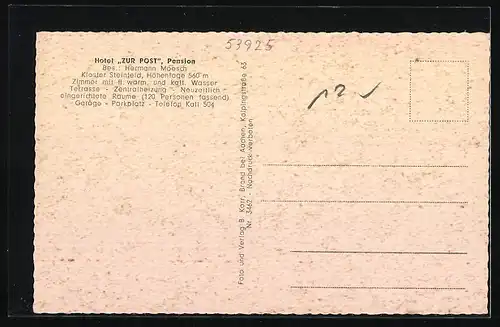 53925
Hotel „ZUR POST", Pension
Bes.: Hermann Moesch
Kloster Steinfeld, Höhenlage 560 m
Zimmer mit fl. warm. und kalt. Wasser
Terrasse - Zentralheizung - Neuzeitlich
eingerichtete Räume (120 Personen fassend)
Garage - Parkplatz - Telefon Kall 504
Foto und Verlag B. Karr, Brand bei Aachen, Kolpingstraße 65
Nr. 3462 - Nachdruck verboten